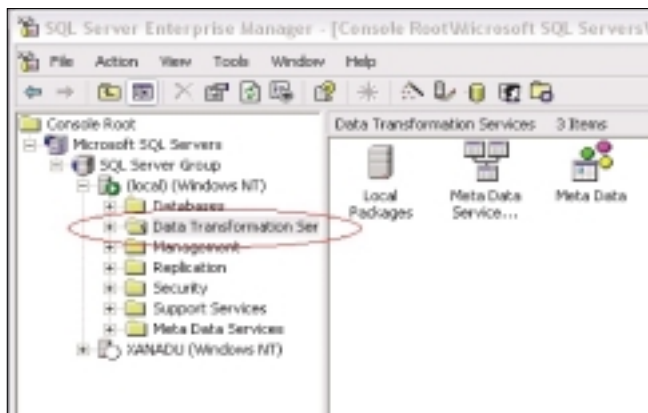 SQL Server Enterprise Manager - [Console Root\Microsoft SQL Servers\
File Action View Tools Window Help
Console Root
Microsoft SQL Servers
SQL Server Group
(local) (Windows NT)
Databases
Data Transformation Ser
Management
Replication
Security
Support Services
Meta Data Services
XANADU (Windows NT)
Data Transformation Services 3 Items
Local
Packages
Meta Data
Service...
Meta Data